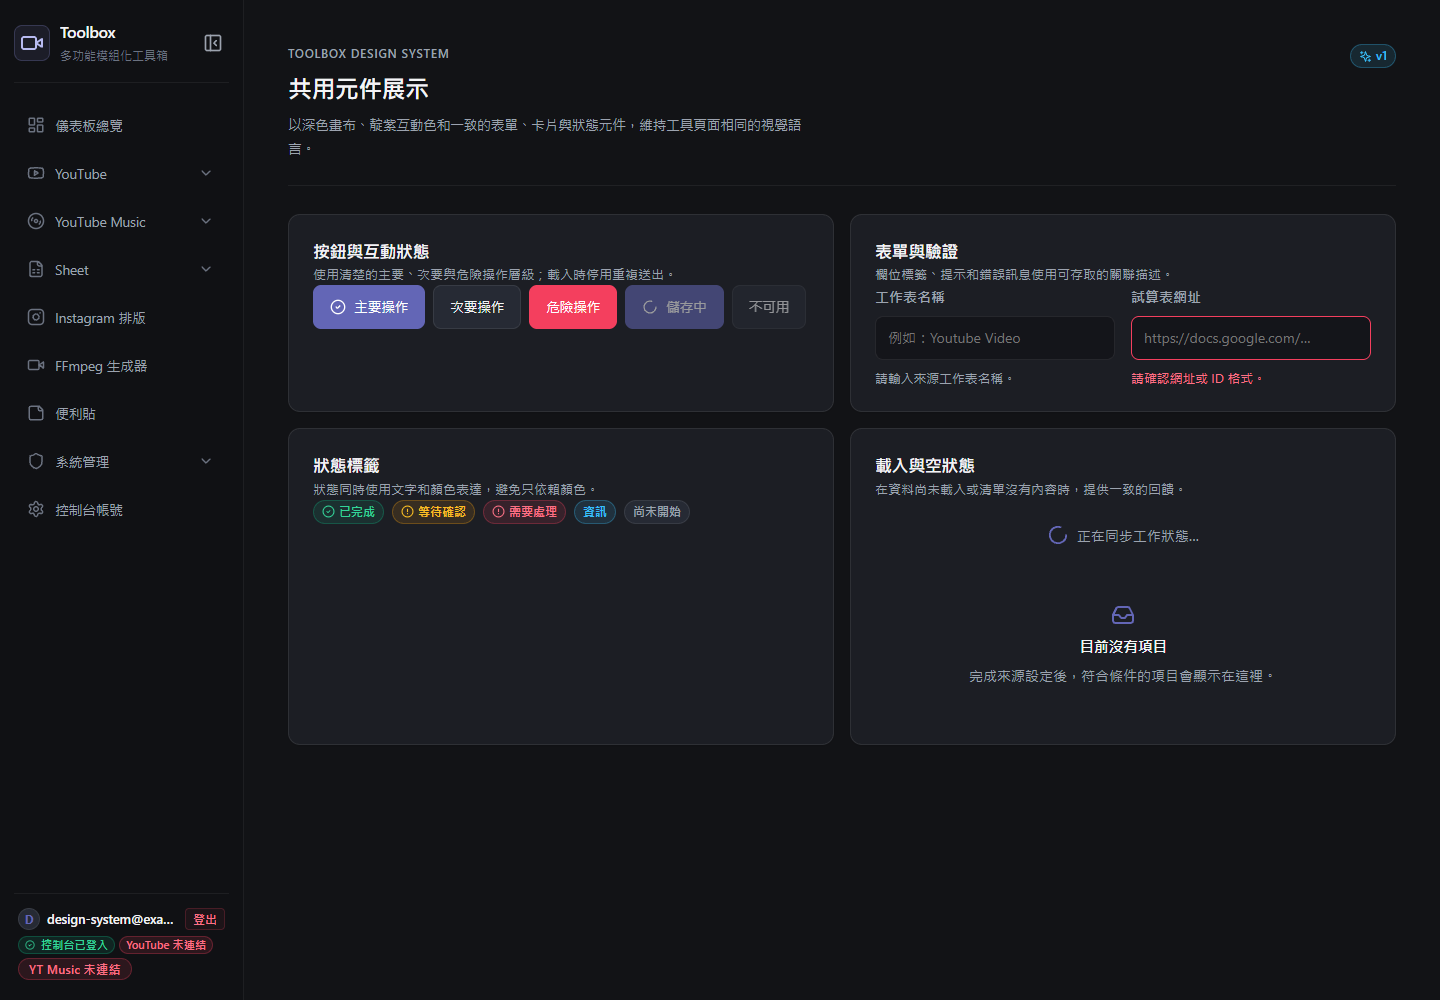 Toolbox
多功能模組化工具箱
儀表板總覽
YouTube
YouTube Music
Sheet
Instagram 排版
FFmpeg 生成器
便利貼
系統管理
控制台帳號
D design-system@exa... 登出
控制台已登入 YouTube 未連結
YT Music 未連結
TOOLBOX DESIGN SYSTEM
v1
共用元件展示
以深色畫布、靛紫互動色和一致的表單、卡片與狀態元件，維持工具頁面相同的視覺語
言。
按鈕與互動狀態
使用清楚的主要、次要與危險操作層級；載入時停用重複送出。
主要操作 次要操作 危險操作 儲存中 不可用
表單與驗證
欄位標籤、提示和錯誤訊息使用可存取的關聯描述。
工作表名稱 試算表網址
例如：Youtube Video https://docs.google.com/...
請輸入來源工作表名稱。 請確認網址或 ID 格式。
狀態標籤
狀態同時使用文字和顏色表達，避免只依賴顏色。
已完成 等待確認 需要處理 資訊 尚未開始
載入與空狀態
在資料尚未載入或清單沒有內容時，提供一致的回饋。
正在同步工作狀態...
目前沒有項目
完成來源設定後，符合條件的項目會顯示在這裡。